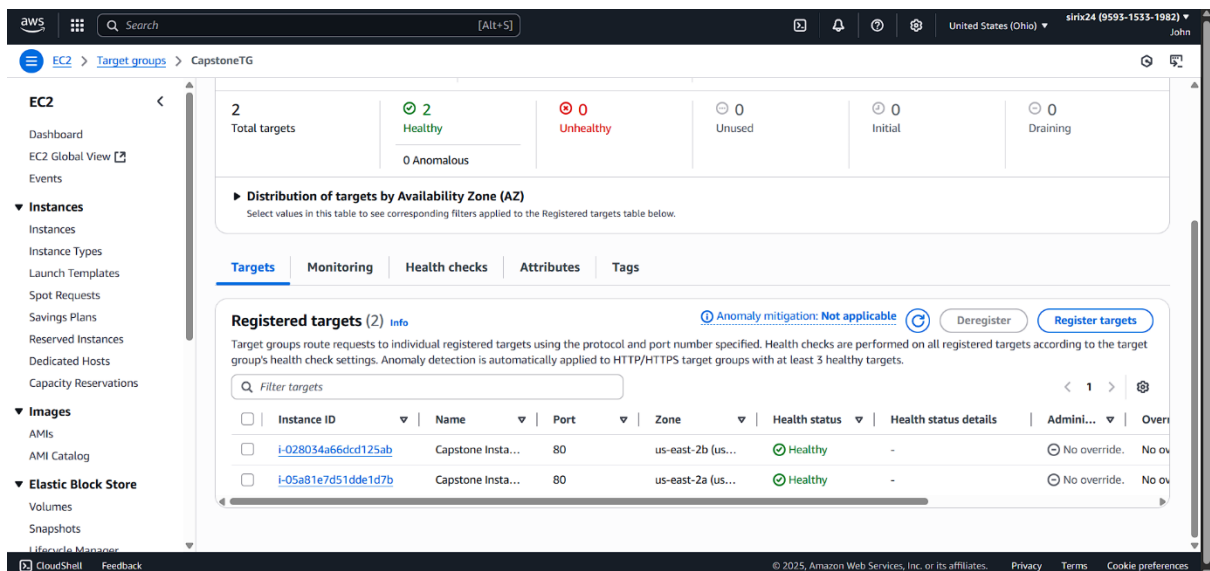 aws
Search [Alt+S]
United States (Ohio) ▼
sirix24 (9593-1533-1982) ▼
John
EC2 > Target groups > CapstoneTG
EC2
Dashboard
EC2 Global View
Events
▼ Instances
Instances
Instance Types
Launch Templates
Spot Requests
Savings Plans
Reserved Instances
Dedicated Hosts
Capacity Reservations
▼ Images
AMIs
AMI Catalog
▼ Elastic Block Store
Volumes
Snapshots
Lifecycle Manager
2
Total targets
2
Healthy
0 Anomalous
0
Unhealthy
0
Unused
0
Initial
0
Draining
▶ Distribution of targets by Availability Zone (AZ)
Select values in this table to see corresponding filters applied to the Registered targets table below.
Targets Monitoring Health checks Attributes Tags
Registered targets (2) Info
Anomaly mitigation: Not applicable
Deregister
Register targets
Target groups route requests to individual registered targets using the protocol and port number specified. Health checks are performed on all registered targets according to the target
group's health check settings. Anomaly detection is automatically applied to HTTP/HTTPS target groups with at least 3 healthy targets.
Filter targets
< 1 >
Instance ID Name Port Zone Health status Health status details Admini... Overr
i-028034a66dcd125ab Capstone Insta... 80 us-east-2b (us... Healthy - No override. No ov
i-05a81e7d51dde1d7b Capstone Insta... 80 us-east-2a (us... Healthy - No override. No ov
CloudShell Feedback © 2025, Amazon Web Services, Inc. or its affiliates. Privacy Terms Cookie preferences